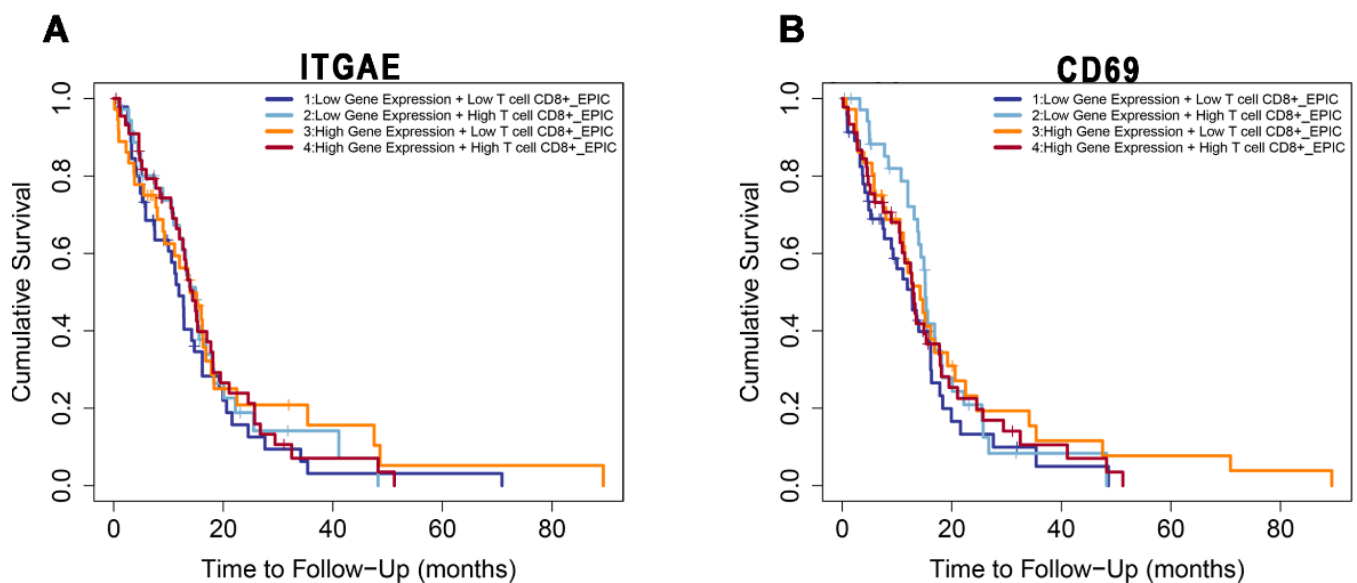 A
ITGAE
1:Low Gene Expression + Low T cell CD8+_EPIC
2:Low Gene Expression + High T cell CD8+_EPIC
3:High Gene Expression + Low T cell CD8+_EPIC
4:High Gene Expression + High T cell CD8+_EPIC
Cumulative Survival
1.0
0.8
0.6
0.4
0.2
0.0
0
20
40
60
80
Time to Follow-Up (months)
B
CD69
1:Low Gene Expression + Low T cell CD8+_EPIC
2:Low Gene Expression + High T cell CD8+_EPIC
3:High Gene Expression + Low T cell CD8+_EPIC
4:High Gene Expression + High T cell CD8+_EPIC
Cumulative Survival
1.0
0.8
0.6
0.4
0.2
0.0
0
20
40
60
80
Time to Follow-Up (months)